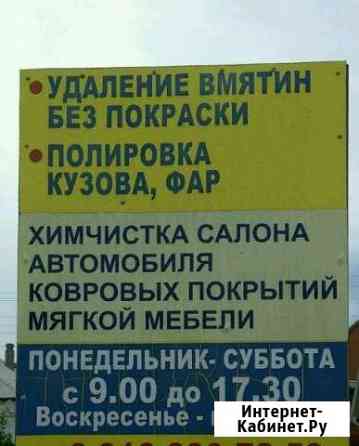 • УДАЛЕНИЕ ВМЯТИН
БЕЗ ПОКРАСКИ
• ПОЛИРОВКА
КУЗОВА, ФАР
ХИМЧИСТКА САЛОНА
АВТОМОБИЛЯ
КОВРОВЫХ ПОКРЫТИЙ
МЯГКОЙ МЕБЕЛИ
ПОНЕДЕЛЬНИК- СУББОТА
с 9.00 до 17.30
Воскресенье -
Интернет-
Кабинет.Ру